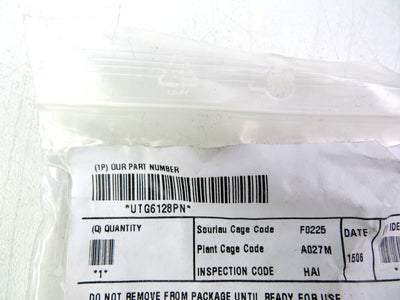 (1P) OUR PART NUMBER
*UTG6128PN*
(Q) QUANTITY
*1*
Souriau Cage Code F0225
Plant Cage Code A027M
INSPECTION CODE HAI
DATE
1506
IDE
DO NOT REMOVE FROM PACKAGE UNTIL READY FOR USE